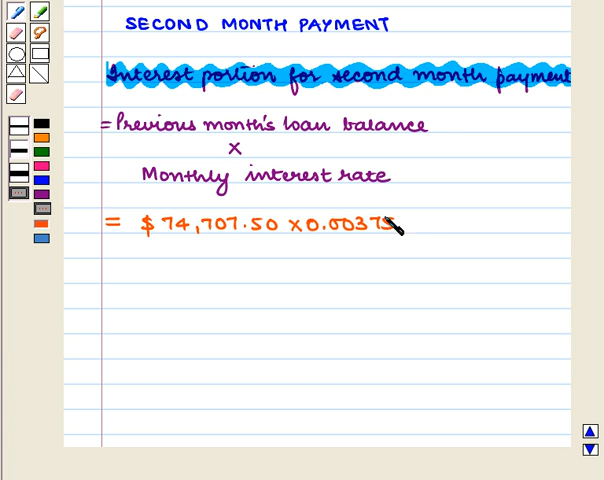 SECOND MONTH PAYMENT
Interest portion for second month payment
= Previous month's loan balance
×
Monthly interest rate
= $ 74,707.50 × 0.00375